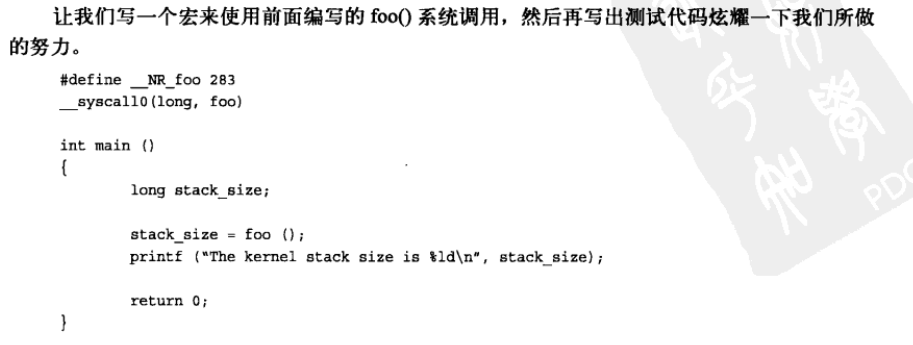 让我们写一个宏来使用前面编写的 foo() 系统调用，然后再写出测试代码炫耀一下我们所做
的努力。
#define __NR_foo 283
__syscall0(long, foo)
int main ()
{
long stack_size;
stack_size = foo ();
printf ("The kernel stack size is %ld\n", stack_size);
return 0;
}
PDG